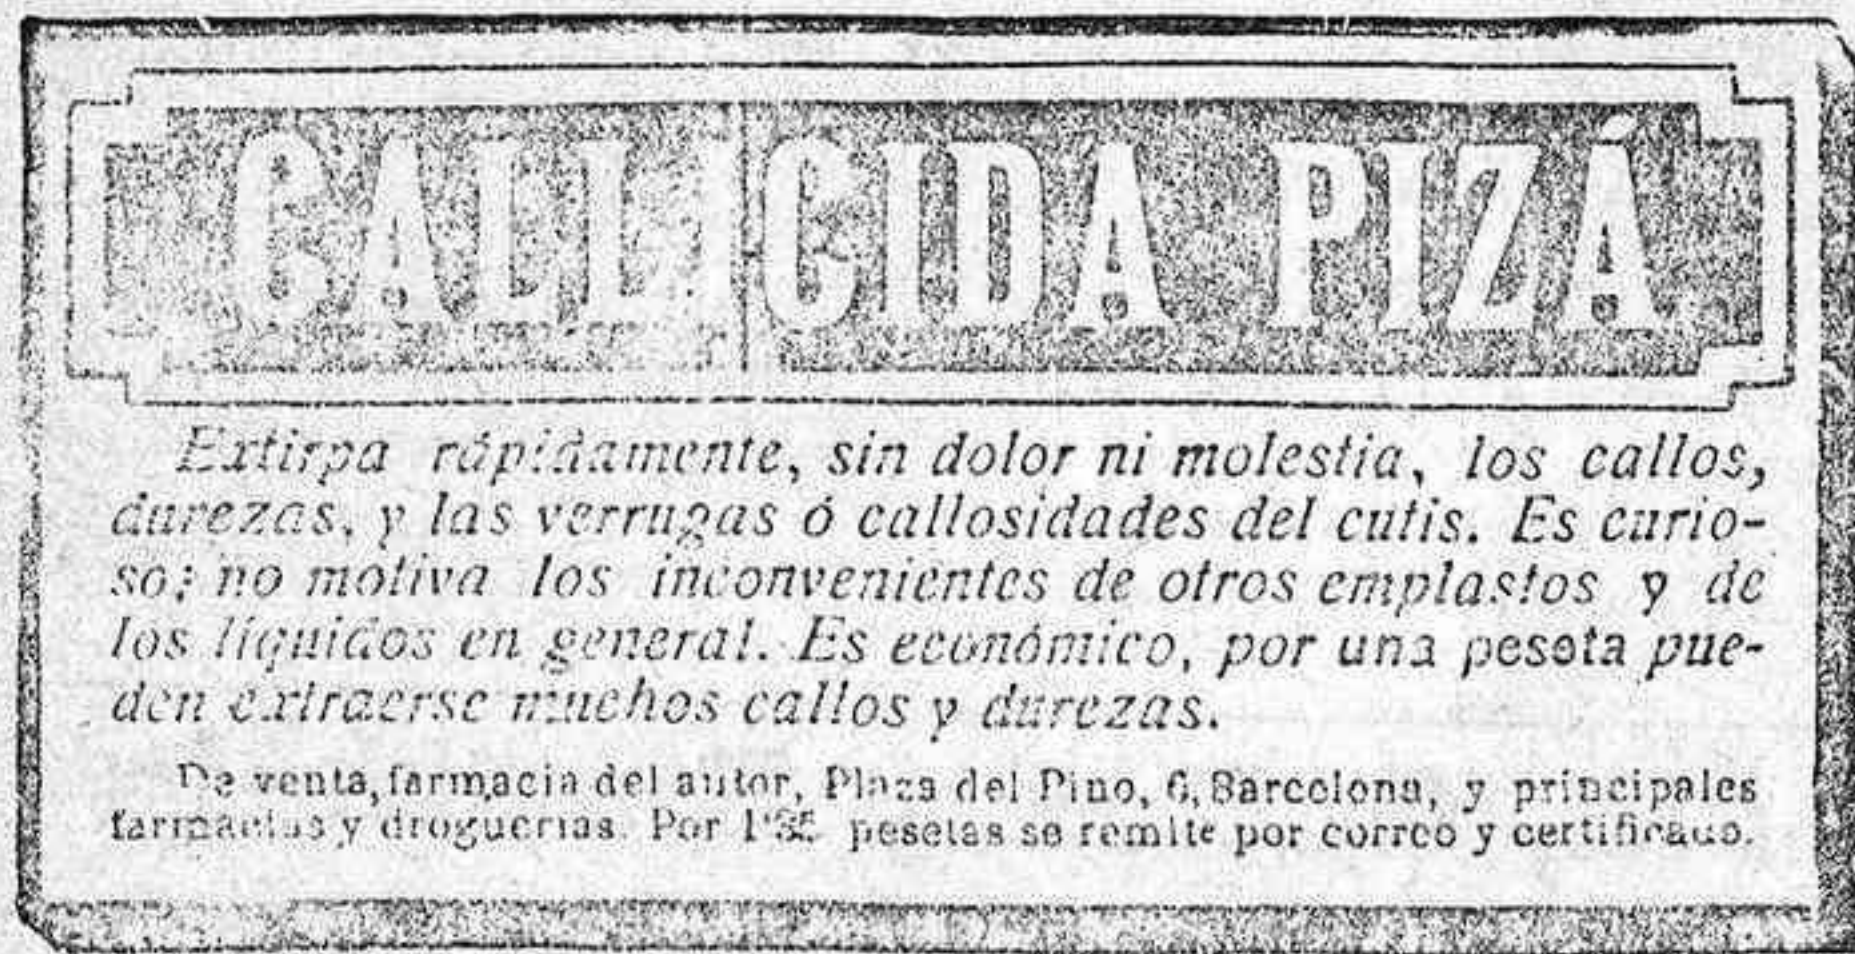 CALLICIDA PIZÁ
Extirpa rápidamente, sin dolor ni molestia, los callos,
durezas, y las verrugas ó callosidades del cutis. Es curio-
so; no motiva los inconvenientes de otros emplastos y de
los líquidos en general. Es económico, por una peseta pue-
den extraerse muchos callos y durezas.
De venta, farmacia del autor, Plaza del Pino, 6, Barcelona, y principales
farmacias y droguerías. Por pesetas se remite por correo y certificado.